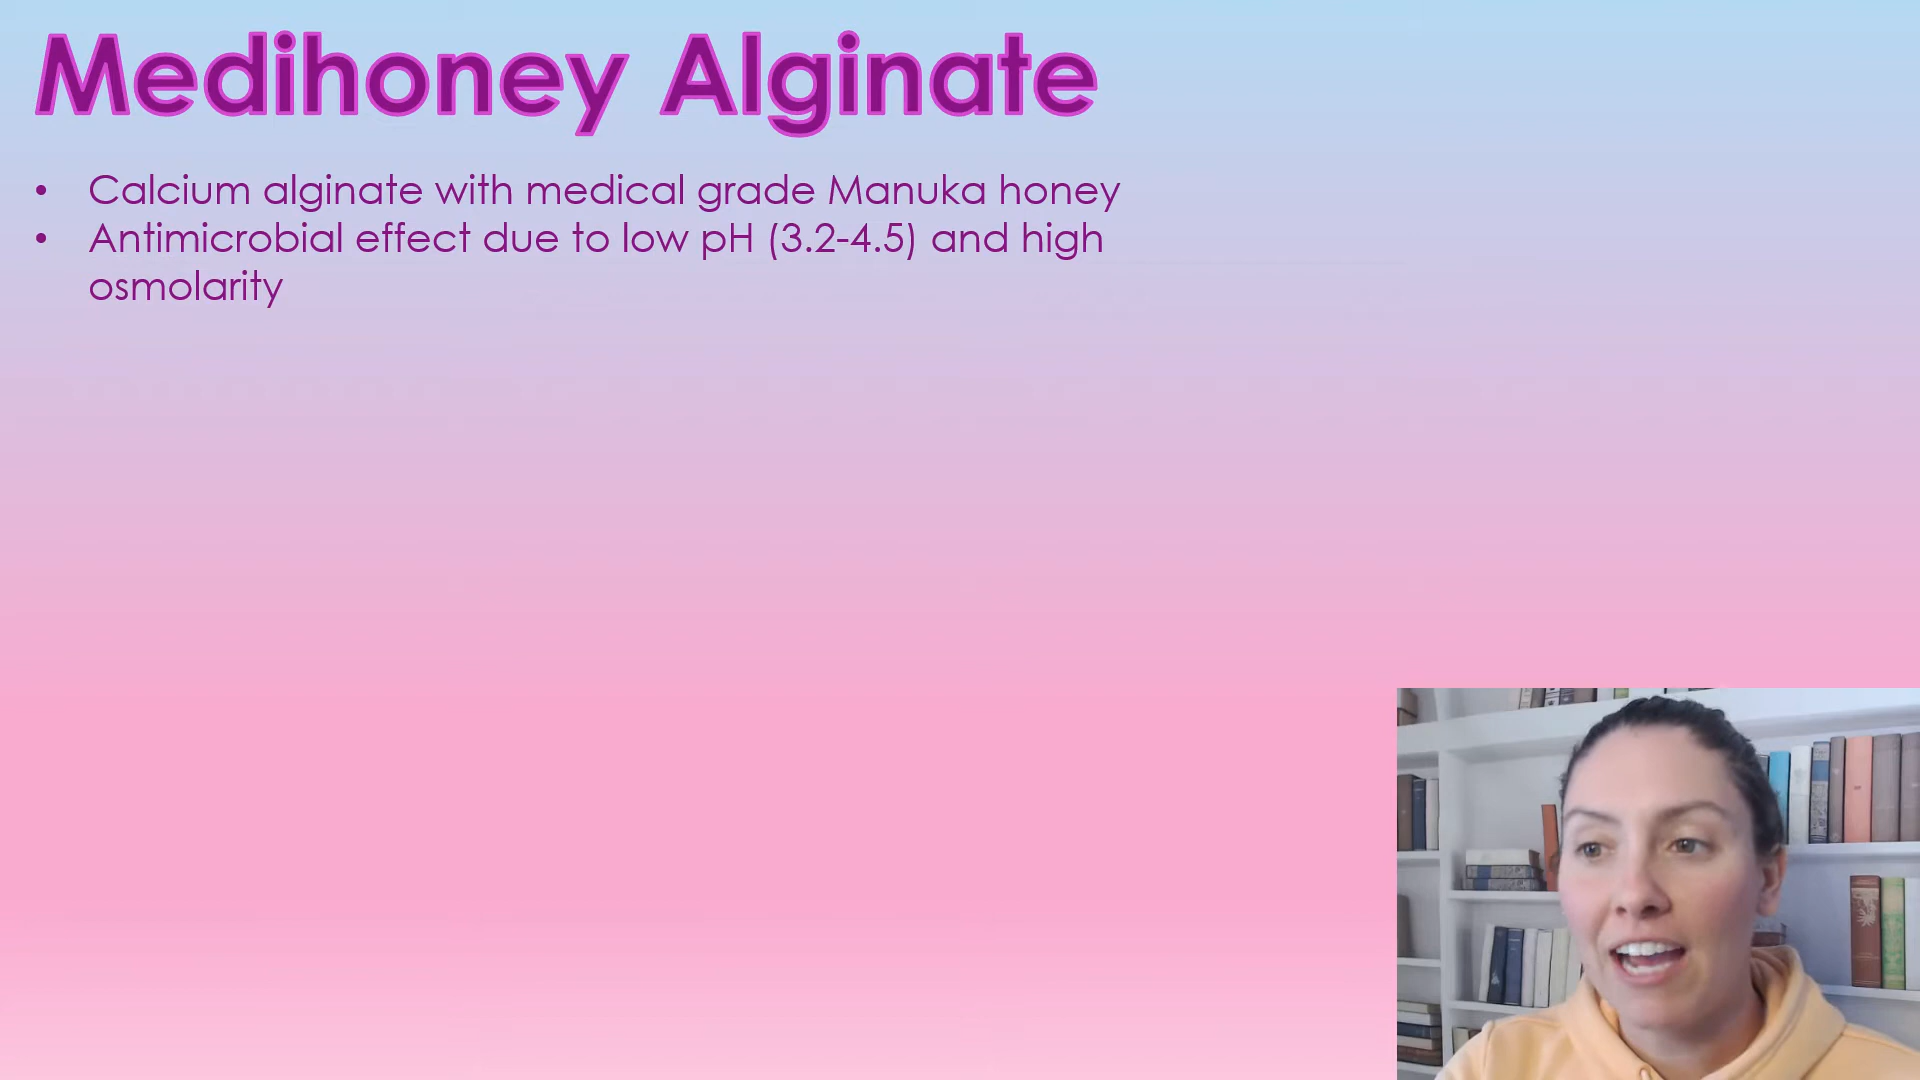 Medihoney Alginate
• Calcium alginate with medical grade Manuka honey
• Antimicrobial effect due to low pH (3.2-4.5) and high
osmolarity